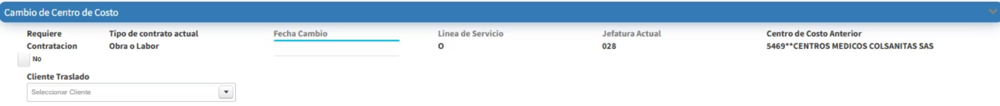 Cambio de Centro de Costo
Requiere Contratacion
No
Tipo de contrato actual
Obra o Labor
Fecha Cambio
Linea de Servicio
O
Jefatura Actual
028
Centro de Costo Anterior
5469**CENTROS MEDICOS COLSANITAS SAS
Cliente Traslado
Seleccionar Cliente